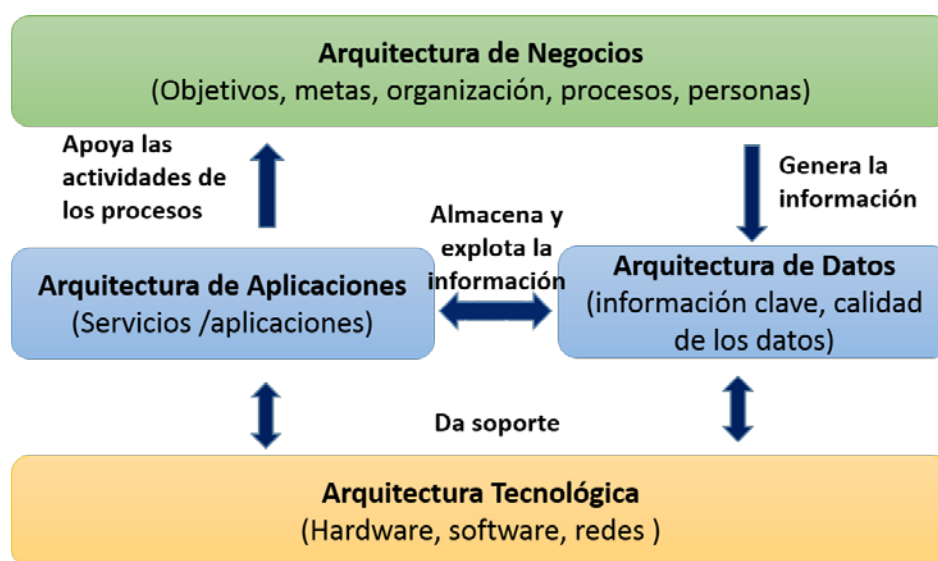 Arquitectura de Negocios
(Objetivos, metas, organización, procesos, personas)
Apoya las
actividades de
los procesos
Genera la
información
Almacena y
explota la
información
Arquitectura de Aplicaciones
(Servicios /aplicaciones)
Arquitectura de Datos
(información clave, calidad
de los datos)
Da soporte
Arquitectura Tecnológica
(Hardware, software, redes )